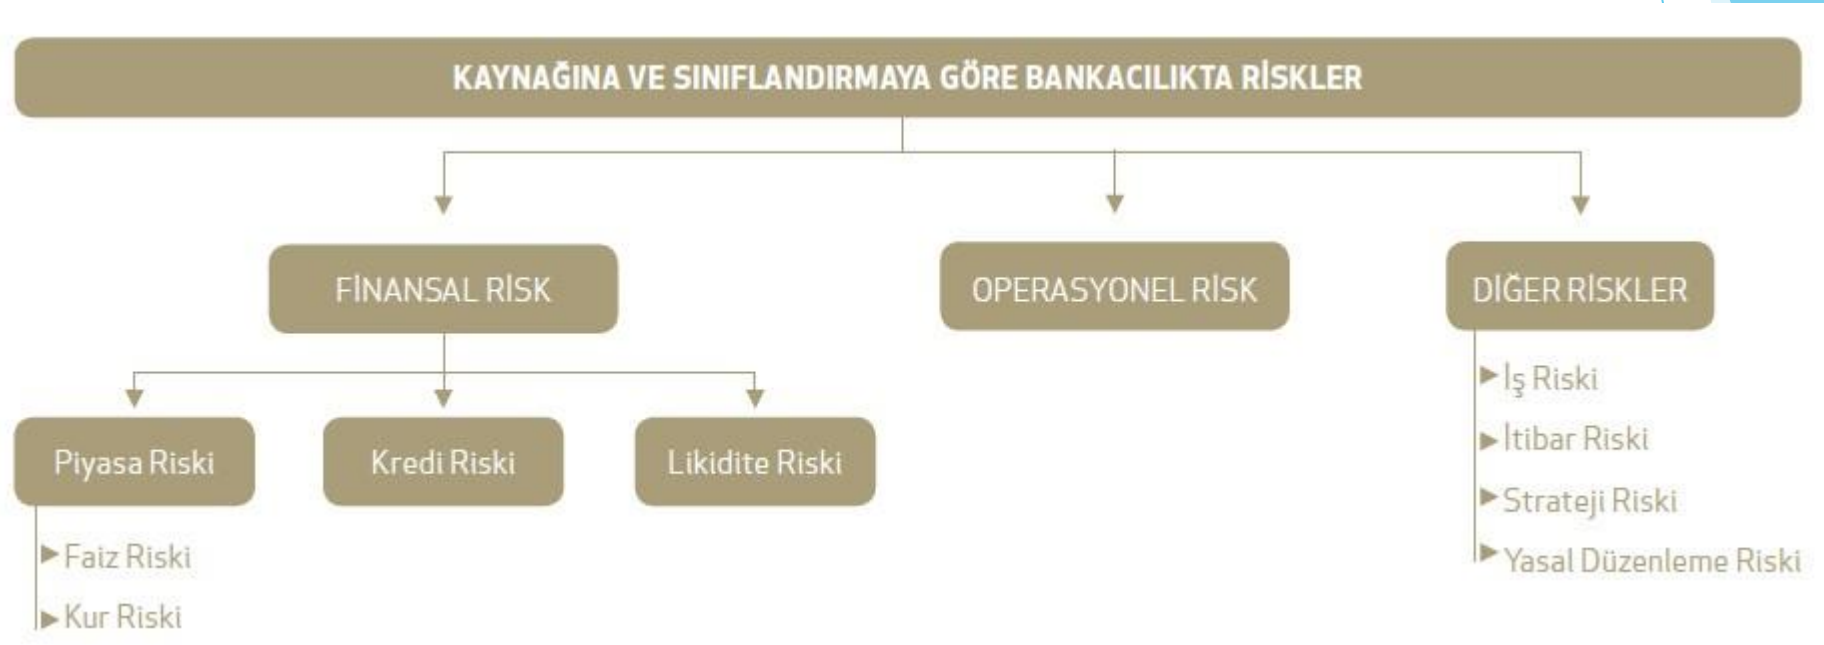 KAYNAĞINA VE SINIFLANDIRMAYA GÖRE BANKACILIKTA RİSKLER
FİNANSAL RİSK
OPERASYONEL RİSK
DİĞER RİSKLER
Piyasa Riski
Kredi Riski
Likidite Riski
Faiz Riski
Kur Riski
İş Riski
İtibar Riski
Strateji Riski
Yasal Düzenleme Riski